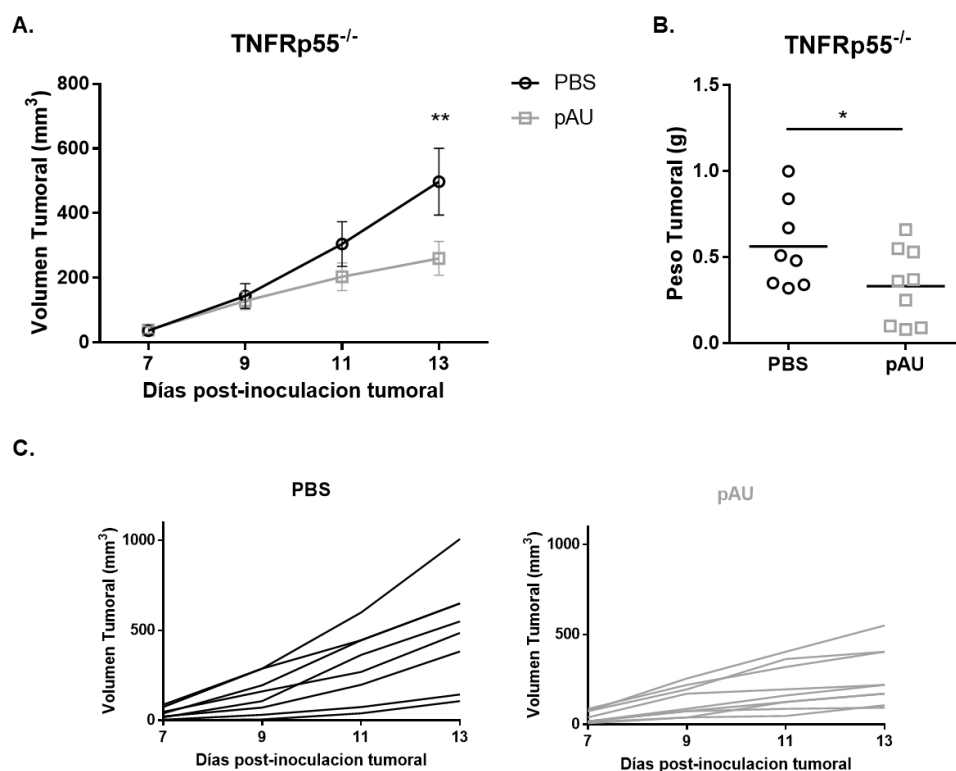 A.
TNFRp55-/-
Volumen Tumoral (mm3)
800
600
400
200
0
**
7
9
11
13
Días post-inoculacion tumoral
PBS
pAU
B.
TNFRp55-/-
Peso Tumoral (g)
1.5
1.0
0.5
0.0
*
PBS
pAU
C.
PBS
Volumen Tumoral (mm3)
1000
500
0
7
9
11
13
Días post-inoculacion tumoral
pAU
Volumen Tumoral (mm3)
1000
500
0
7
9
11
13
Días post-inoculacion tumoral